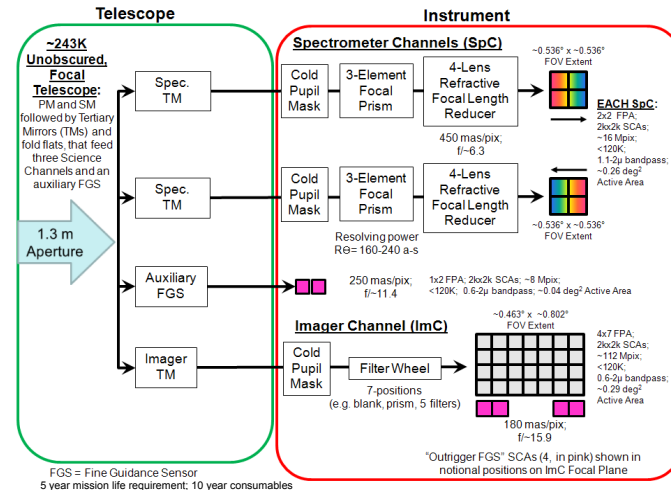 Telescope
Instrument
~243K
Unobscured,
Focal
Telescope:
PM and SM
followed by Tertiary
Mirrors (TMs) and
fold flats, that feed
three Science
Channels and an
auxiliary FGS
1.3 m
Aperture
Spec.
TM
Spec.
TM
Auxiliary
FGS
Imager
TM
Spectrometer Channels (SpC)
Cold
Pupil
Mask
3-Element
Focal
Prism
4-Lens
Refractive
Focal Length
Reducer
450 mas/pix;
f/~6.3
~0.536° x ~0.536°
FOV Extent
EACH SpC:
2x2 FPA;
2kx2k SCAs;
~16 Mpix;
<120K;
1.1-2µ bandpass;
~0.26 deg²
Active Area
Cold
Pupil
Mask
3-Element
Focal
Prism
4-Lens
Refractive
Focal Length
Reducer
Resolving power
RΘ= 160-240 a-s
~0.536° x ~0.536°
FOV Extent
250 mas/pix;
f/~11.4
1x2 FPA; 2kx2k SCAs; ~8 Mpix;
<120K; 0.6-2µ bandpass; ~0.04 deg² Active Area
Imager Channel (ImC)
Cold
Pupil
Mask
Filter Wheel
7-positions
(e.g. blank, prism, 5 filters)
~0.463° x ~0.802°
FOV Extent
4x7 FPA;
2kx2k SCAs;
~112 Mpix;
<120K;
0.6-2µ bandpass;
~0.29 deg²
Active Area
180 mas/pix;
f/~15.9
"Outrigger FGS" SCAs (4, in pink) shown in
notional positions on ImC Focal Plane
FGS = Fine Guidance Sensor
5 year mission life requirement; 10 year consumables